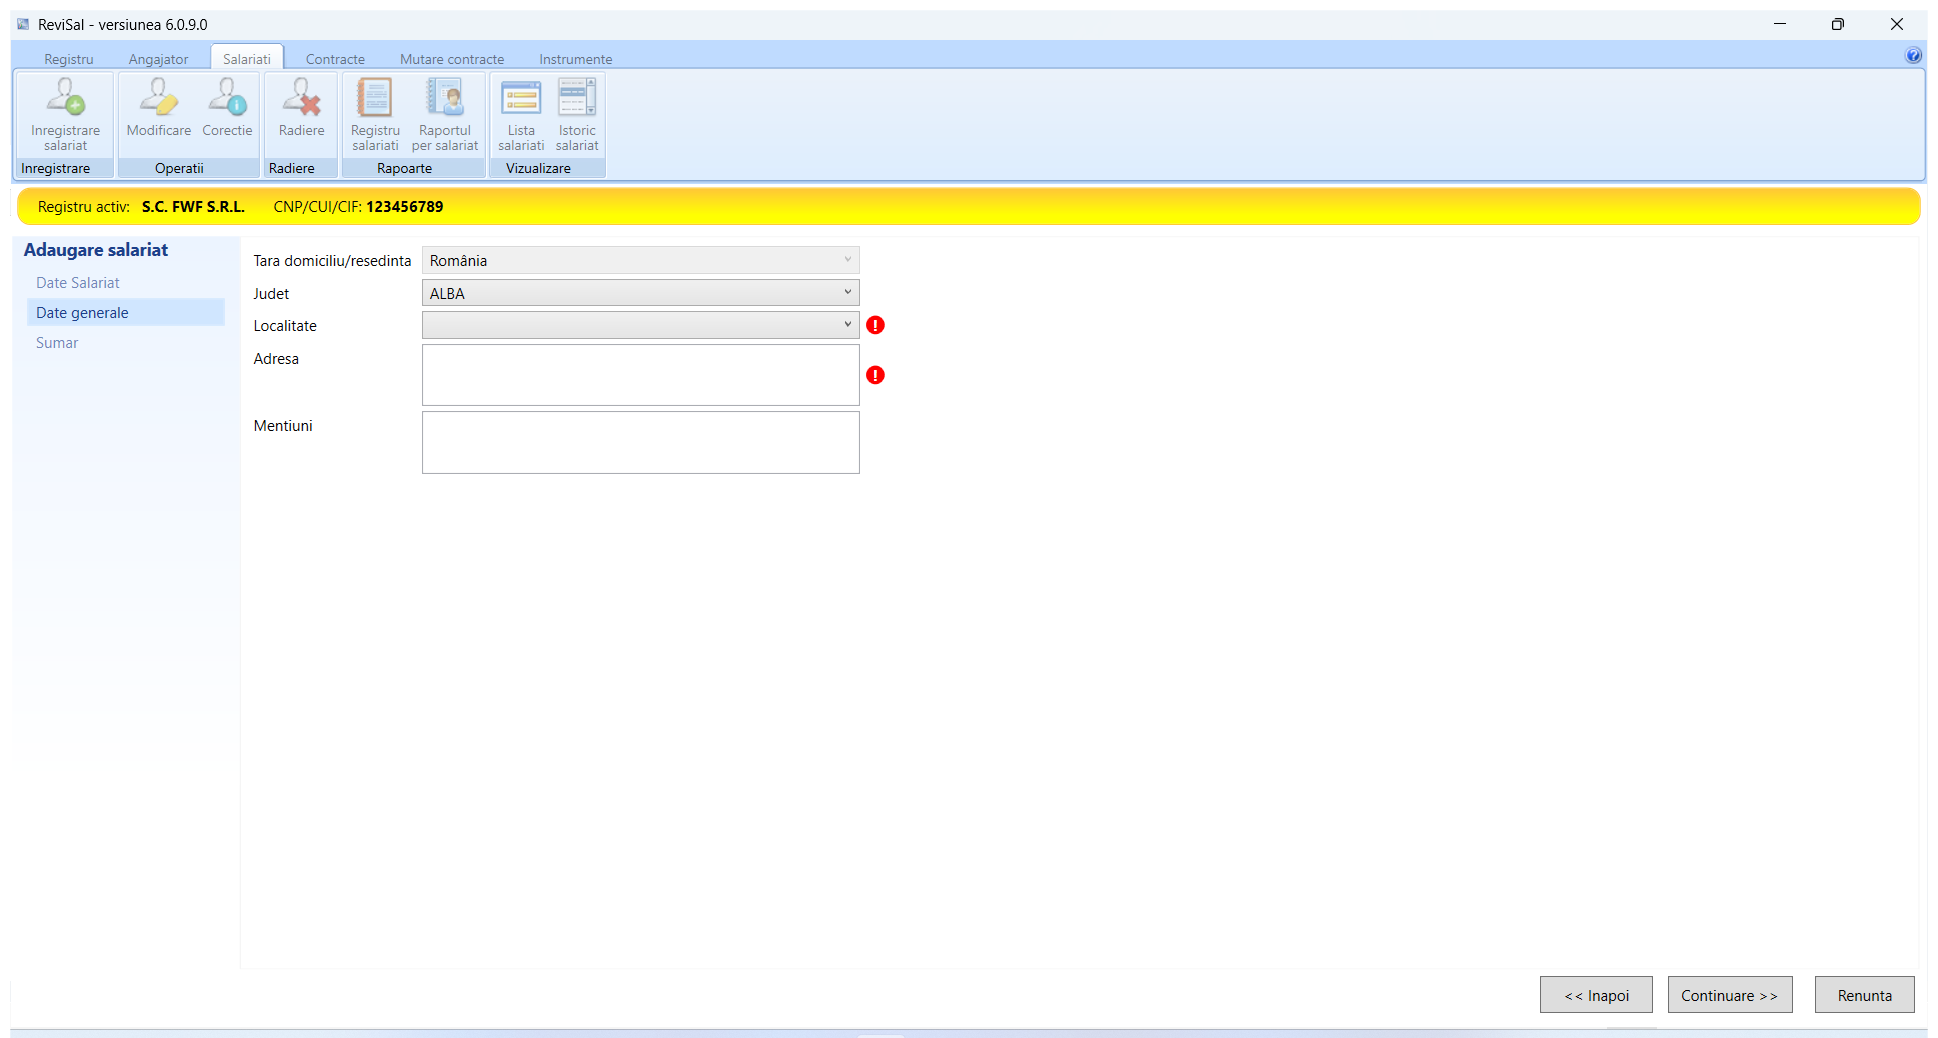 ReviSal - versiunea 6.0.9.0
Registru Angajator Salariati Contracte Mutare contracte Instrumente
Inregistrare salariat
Modificare
Corectie
Radiere
Registru salariati
Raportul per salariat
Lista salariati
Istoric salariat
Inregistrare Operatii Radiere Rapoarte Vizualizare
Registru activ: S.C. FWF S.R.L. CNP/CUI/CIF: 123456789
Adaugare salariat
Date Salariat
Date generale
Sumar
Tara domiciliu/resedinta România
Judet ALBA
Localitate
Adresa
Mentiuni
<< Inapoi Continuare >> Renunta